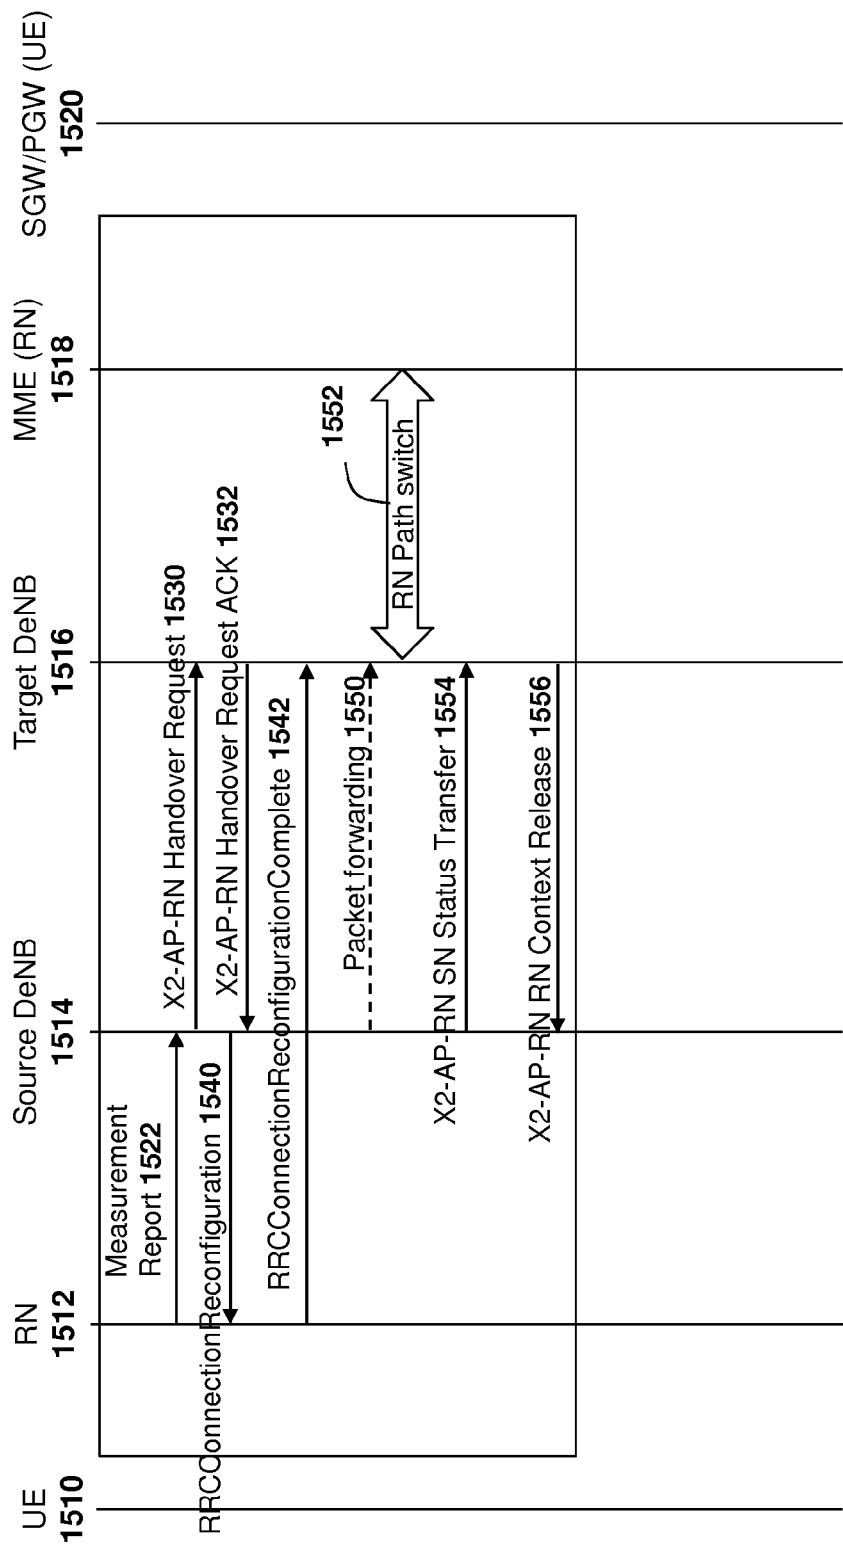 UE
1510
RN
1512
Source DeNB
1514
Target DeNB
1516
MME (RN)
1518
SGW/PGW (UE)
1520
Measurement
Report 1522
X2-AP-RN Handover Request 1530
RRCConnectionReconfiguration 1540
X2-AP-RN Handover Request ACK 1532
RRCConnectionReconfigurationComplete 1542
Packet forwarding 1550
1552
RN Path switch
X2-AP-RN SN Status Transfer 1554
X2-AP-RN RN Context Release 1556